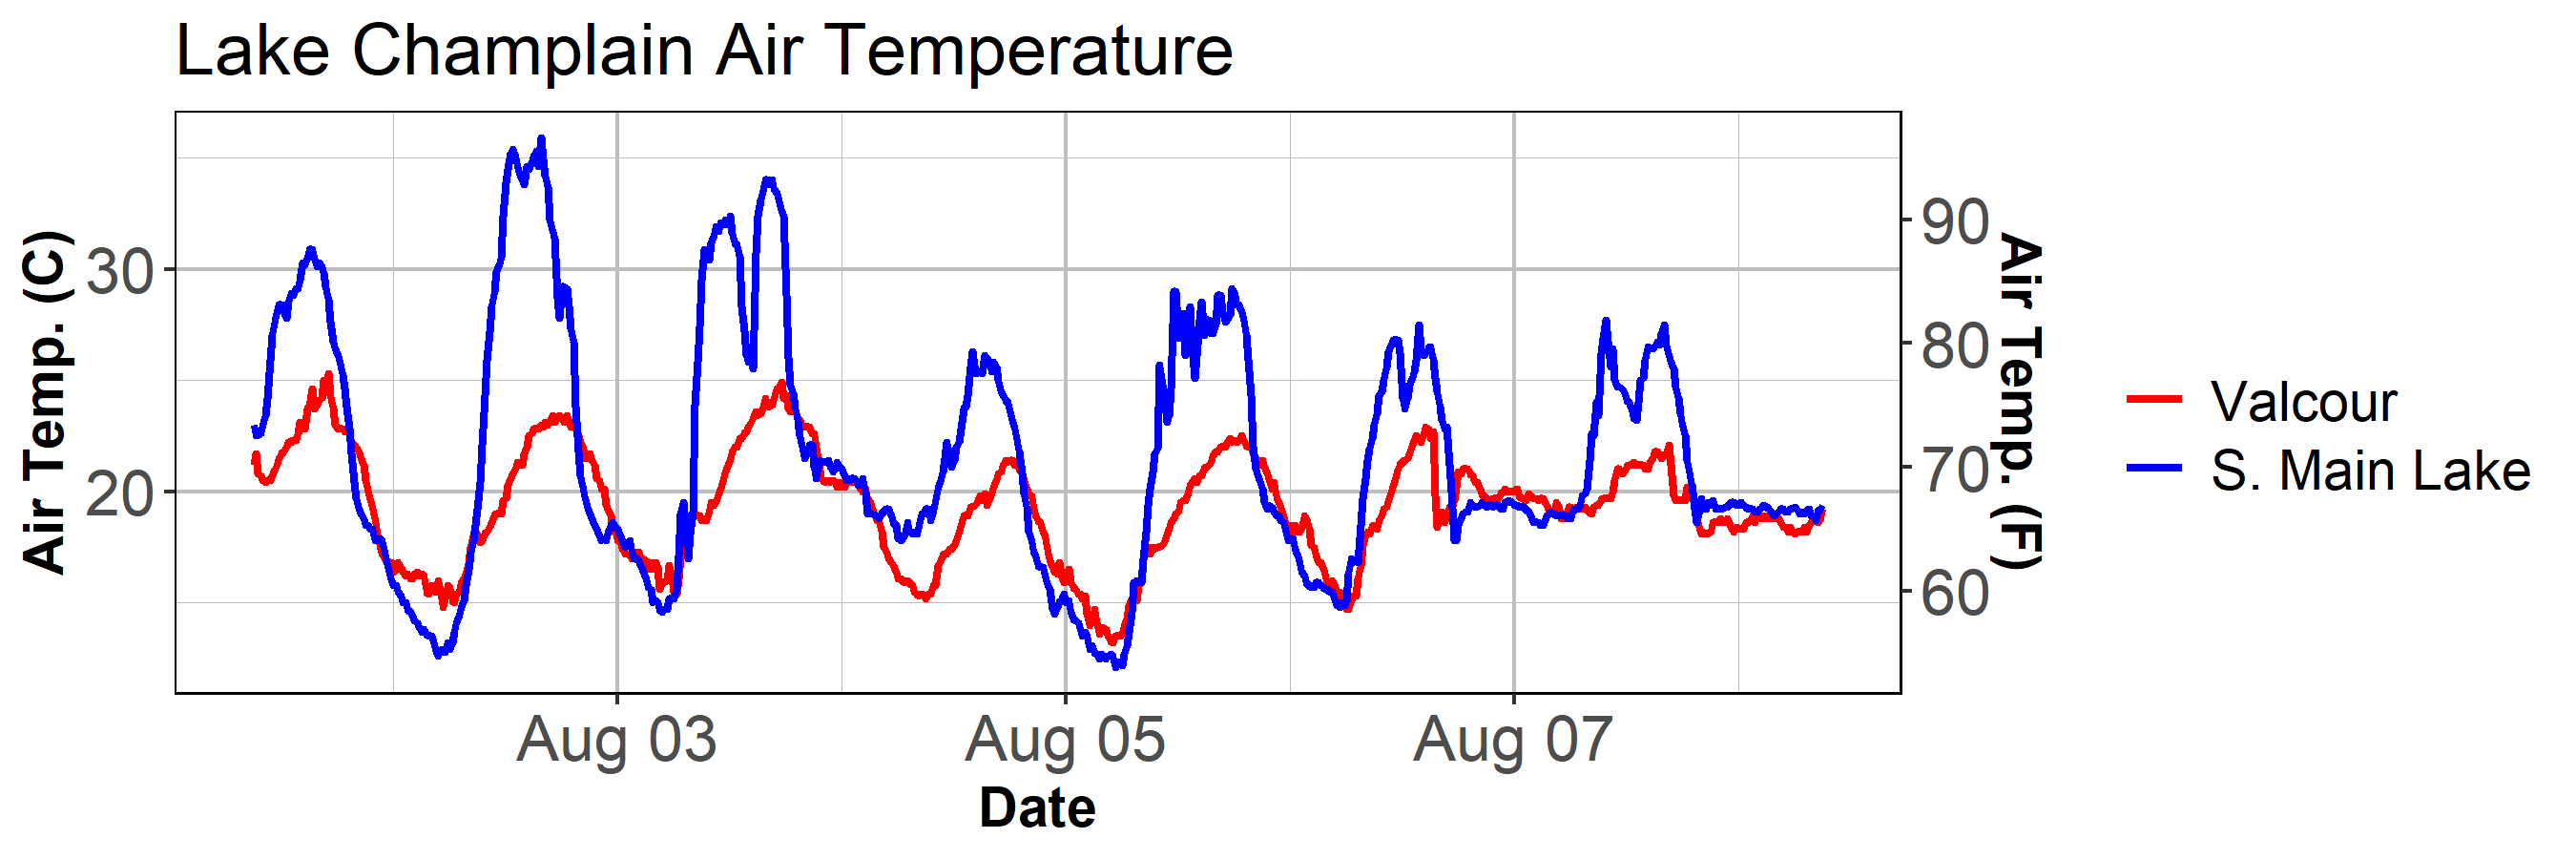 Lake Champlain Air Temperature
Air Temp. (C)
30
20
90
80
70
60
Air Temp. (F)
Valcour
S. Main Lake
Aug 03
Aug 05
Aug 07
Date